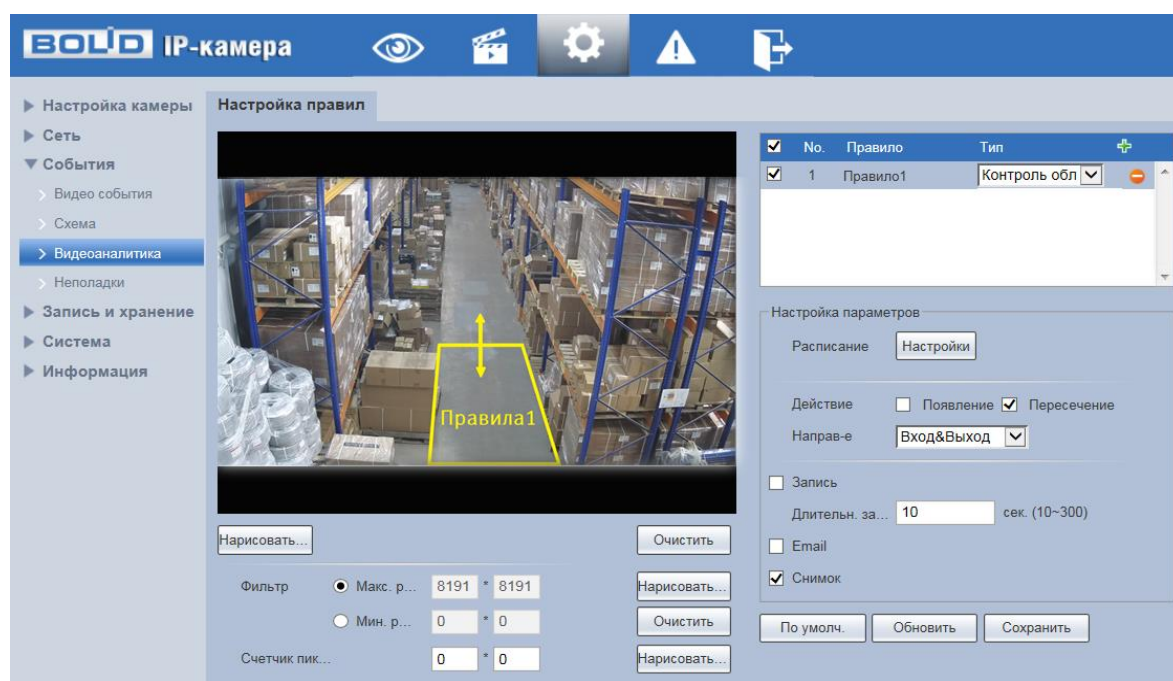 BOLID IP-камера
Настройка камеры
Сеть
События
Видео события
Схема
Видеоаналитика
Неполадки
Запись и хранение
Система
Информация
Настройка правил
Правила1
Нарисовать...
Очистить
Фильтр Макс. р... 8191 * 8191 Нарисовать...
Мин. р... 0 * 0 Очистить
Счетчик пик... 0 * 0 Нарисовать...
No. Правило Тип
1 Правило1 Контроль обл
Настройка параметров
Расписание Настройки
Действие Появление Пересечение
Направ-е Вход&Выход
Запись
Длительн. за... 10 сек. (10~300)
Email
Снимок
По умолч. Обновить Сохранить